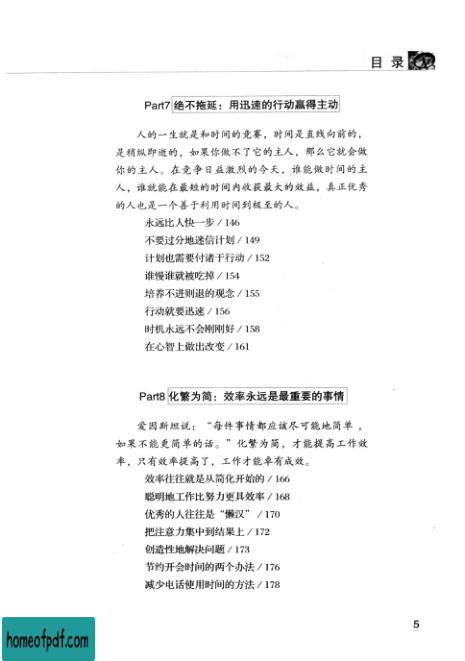 目录
Part7 绝不拖延：用迅速的行动赢得主动
人的一生就是和时间的竞赛，时间是直线向前的，
是稍纵即逝的，如果你做不了它的主人，那么它就会做
你的主人。在竞争日益激烈的今天，谁能做时间的主
人，谁就能在最短的时间内收获最大的效益，真正优秀
的人也是一个善于利用时间到极至的人。
永远比人快一步 / 146
不要过分地迷信计划 / 149
计划也需要付诸于行动 / 152
谁慢谁就被吃掉 / 154
培养不进则退的观念 / 155
行动就要迅速 / 156
时机永远不会刚刚好 / 158
在心智上做出改变 / 161
Part8 化繁为简：效率永远是最重要的事情
爱因斯坦说：“每件事情都应该尽可能地简单，
如果不能更简单的话。”化繁为简，才能提高工作效
率，只有效率提高了，工作才能卓有成效。
效率往往就是从简化开始的 / 166
聪明地工作比努力更具效率 / 168
优秀的人往往是“懒汉” / 170
把注意力集中到结果上 / 172
创造性地解决问题 / 173
节约开会时间的两个办法 / 176
减少电话使用时间的方法 / 178
5
homeofpdf.com